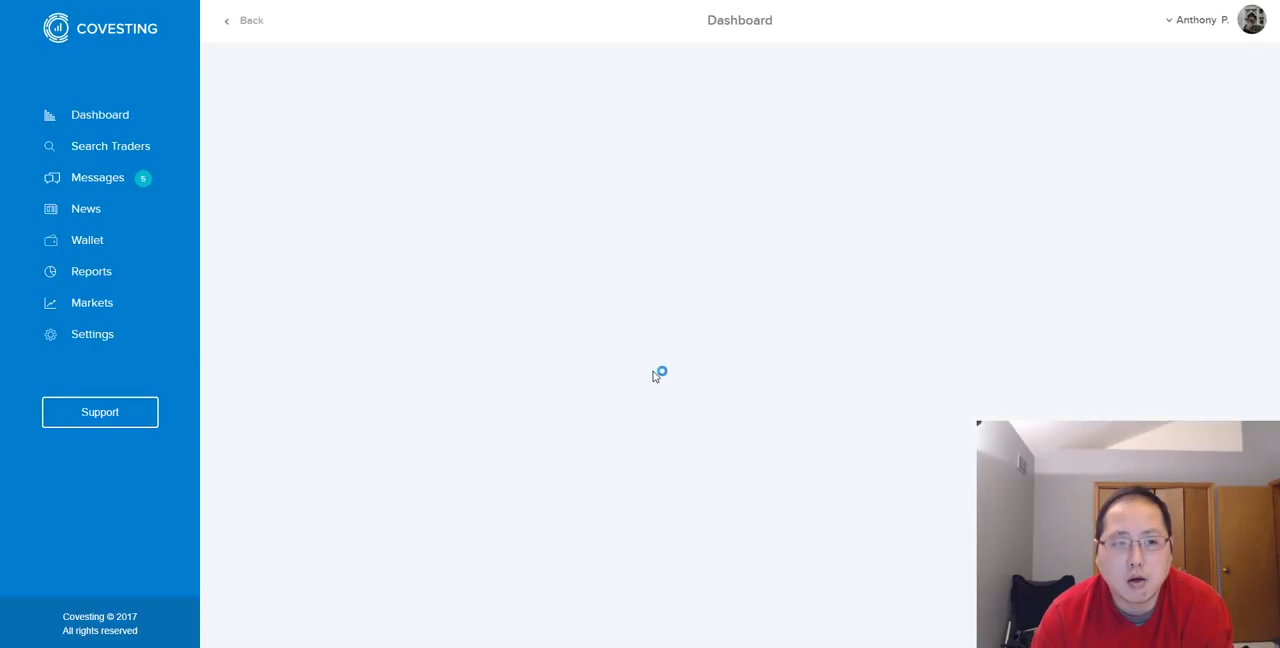 COVESTING
Back
Dashboard
Anthony P.
Dashboard
Search Traders
Messages 5
News
Wallet
Reports
Markets
Settings
Support
Covesting © 2017
All rights reserved